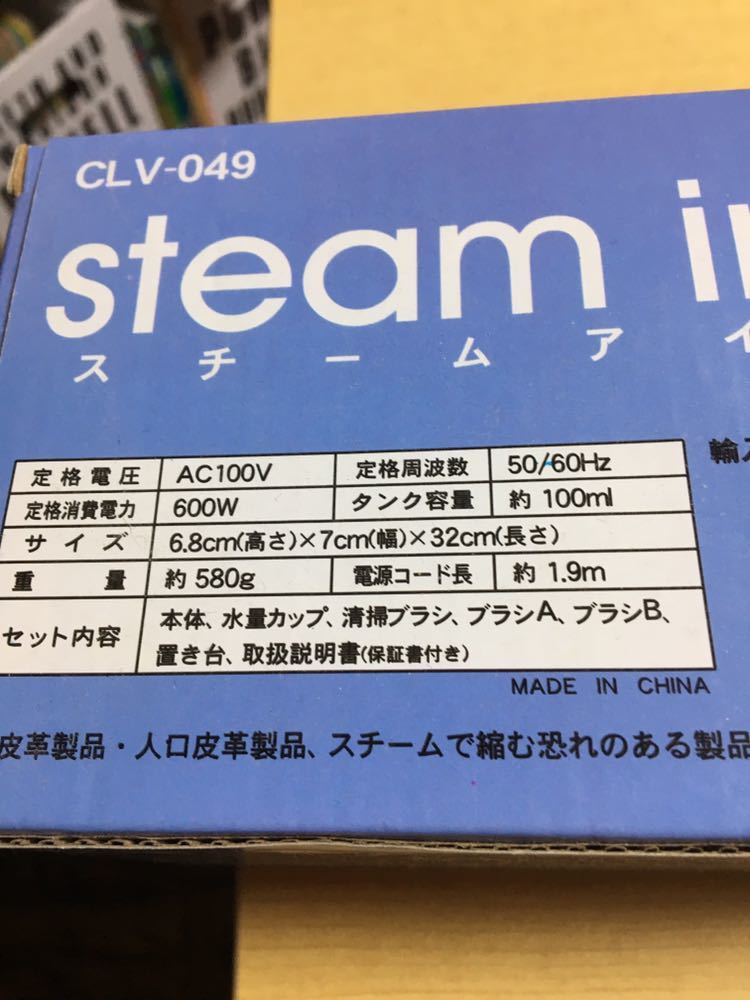 CLV-049
steam
スチームアイ
定格電圧 AC100V 定格周波数 50/60Hz
定格消費電力 600W タンク容量 約 100ml
サイズ 6.8cm(高さ)×7cm(幅)×32cm(長さ)
重量 約 580g 電源コード長 約 1.9m
セット内容 本体、水量カップ、清掃ブラシ、ブラシA、ブラシB、
置き台、取扱説明書(保証書付き)
輸入
MADE IN CHINA
皮革製品・人口皮革製品、スチームで縮む恐れのある製品